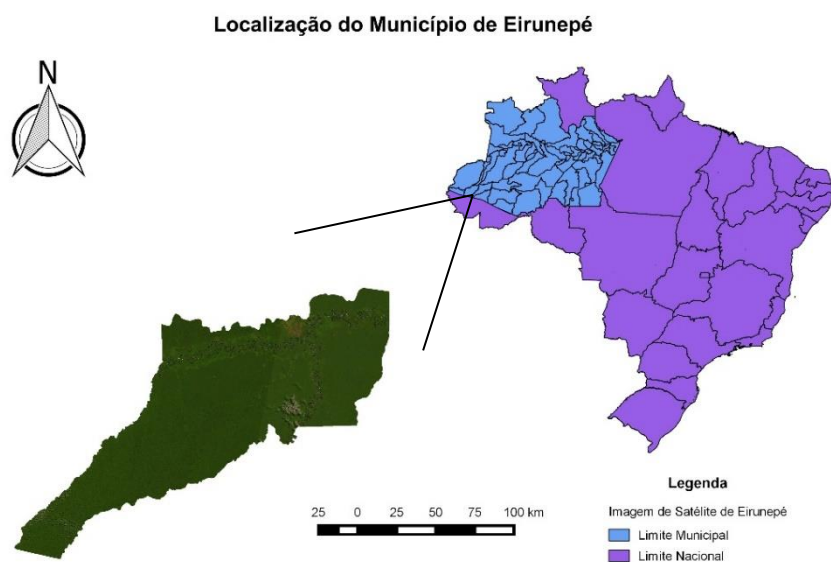 Localização do Município de Eirunepé
N
Legenda
Imagem de Satélite de Eirunepé
Limite Municipal
Limite Nacional
25 0 25 50 75 100 km